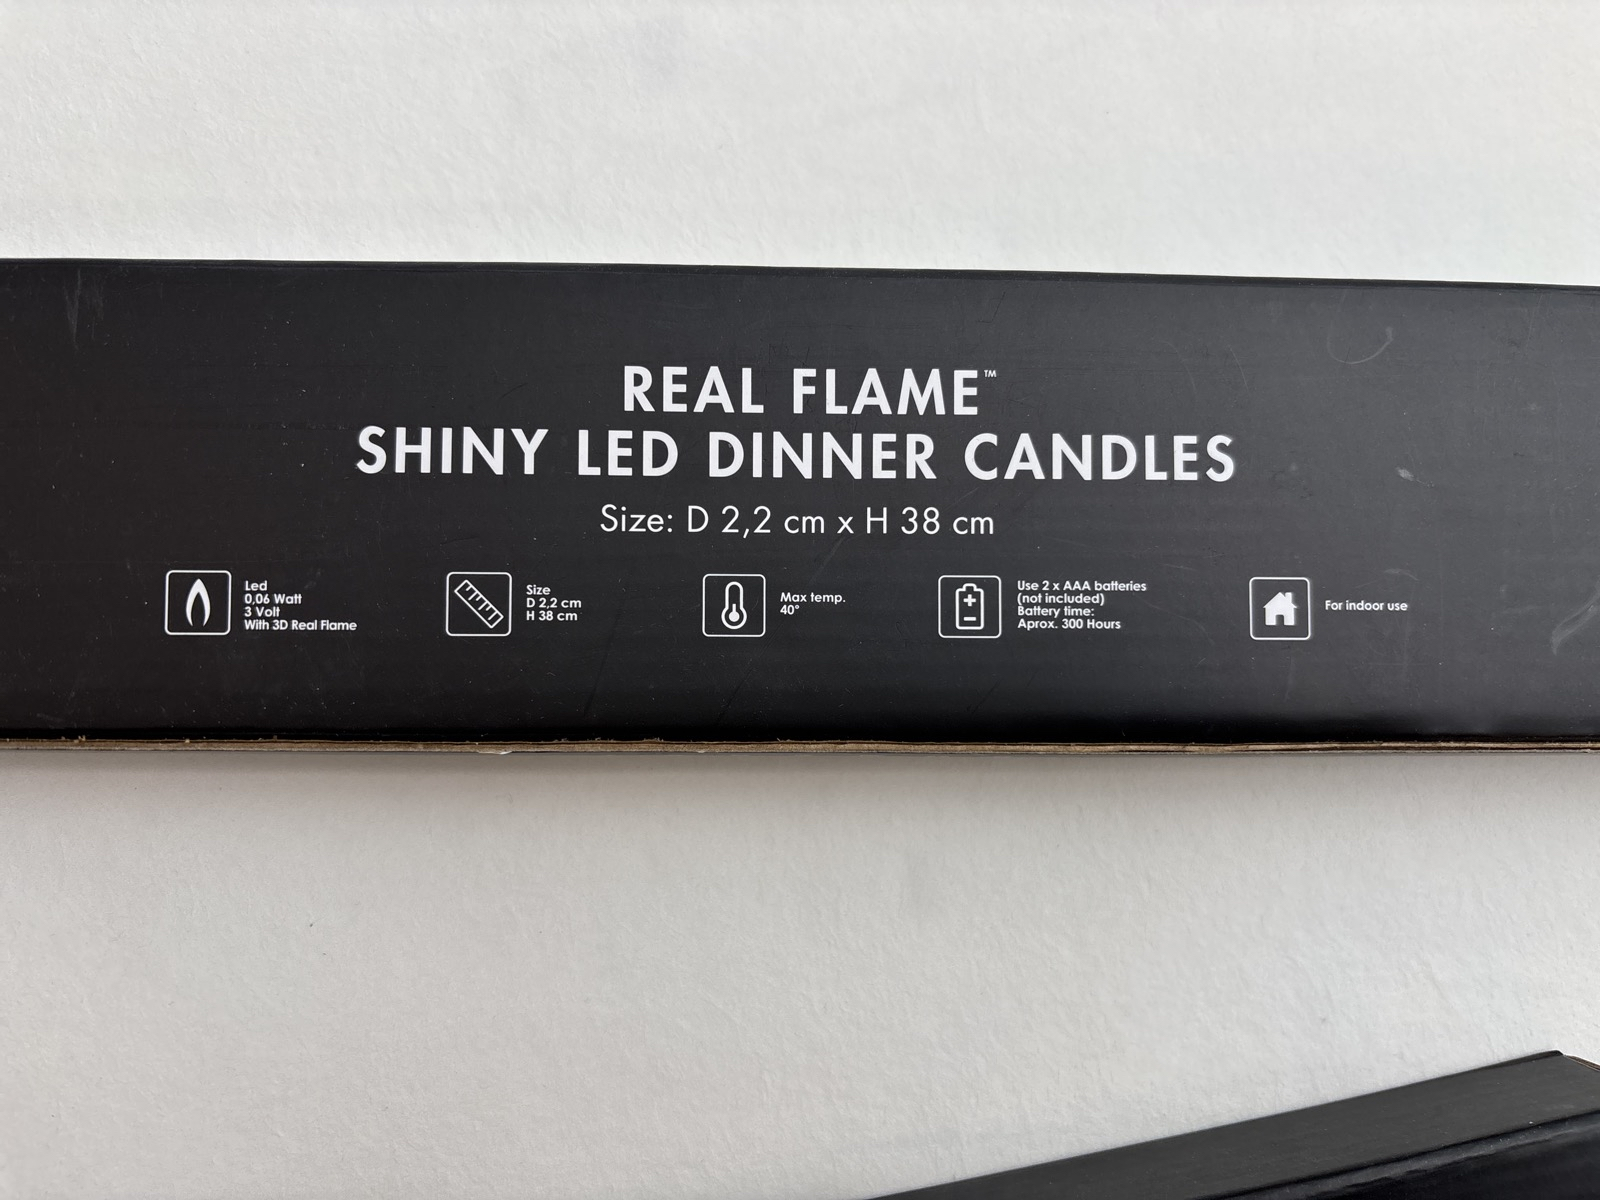 REAL FLAME™
SHINY LED DINNER CANDLES
Size: D 2,2 cm x H 38 cm
Led
0,06 Watt
3 Volt
With 3D Real Flame
Size
D 2,2 cm
H 38 cm
Max temp.
40°
Use 2 x AAA batteries
(not included)
Battery time:
Aprox. 300 Hours
For indoor use